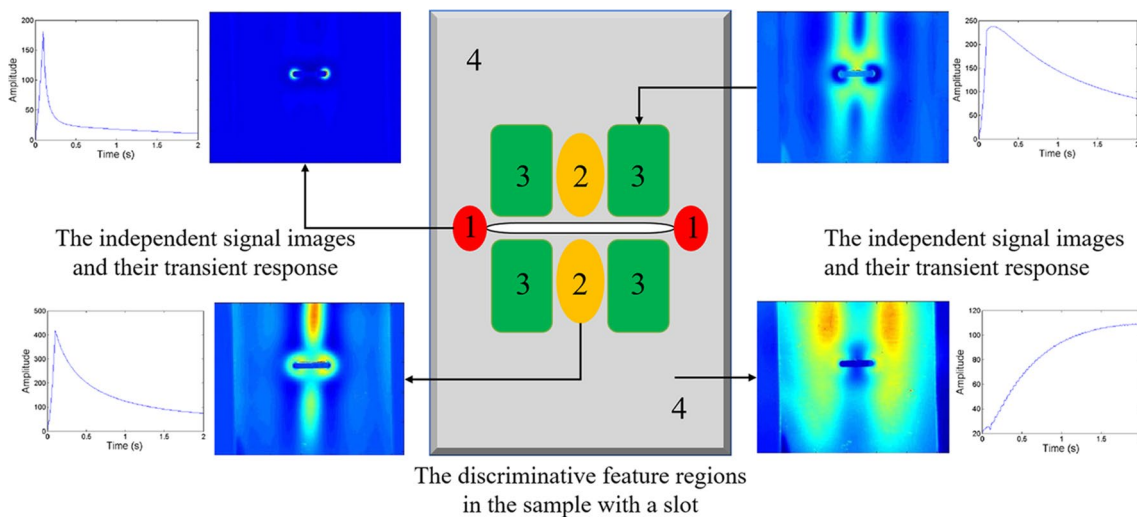 200
150
100
50
0
Amplitude
0 0.5 1 1.5 2
Time (s)
4
250
200
150
100
50
0
Amplitude
0 0.5 1 1.5 2
Time (s)
3 2 3
1 1
3 2 3
4
The independent signal images
and their transient response
The independent signal images
and their transient response
500
400
300
200
100
0
Amplitude
0 0.5 1 1.5 2
Time (s)
120
100
80
60
40
20
Amplitude
0 0.5 1 1.5
Time (s)
The discriminative feature regions
in the sample with a slot